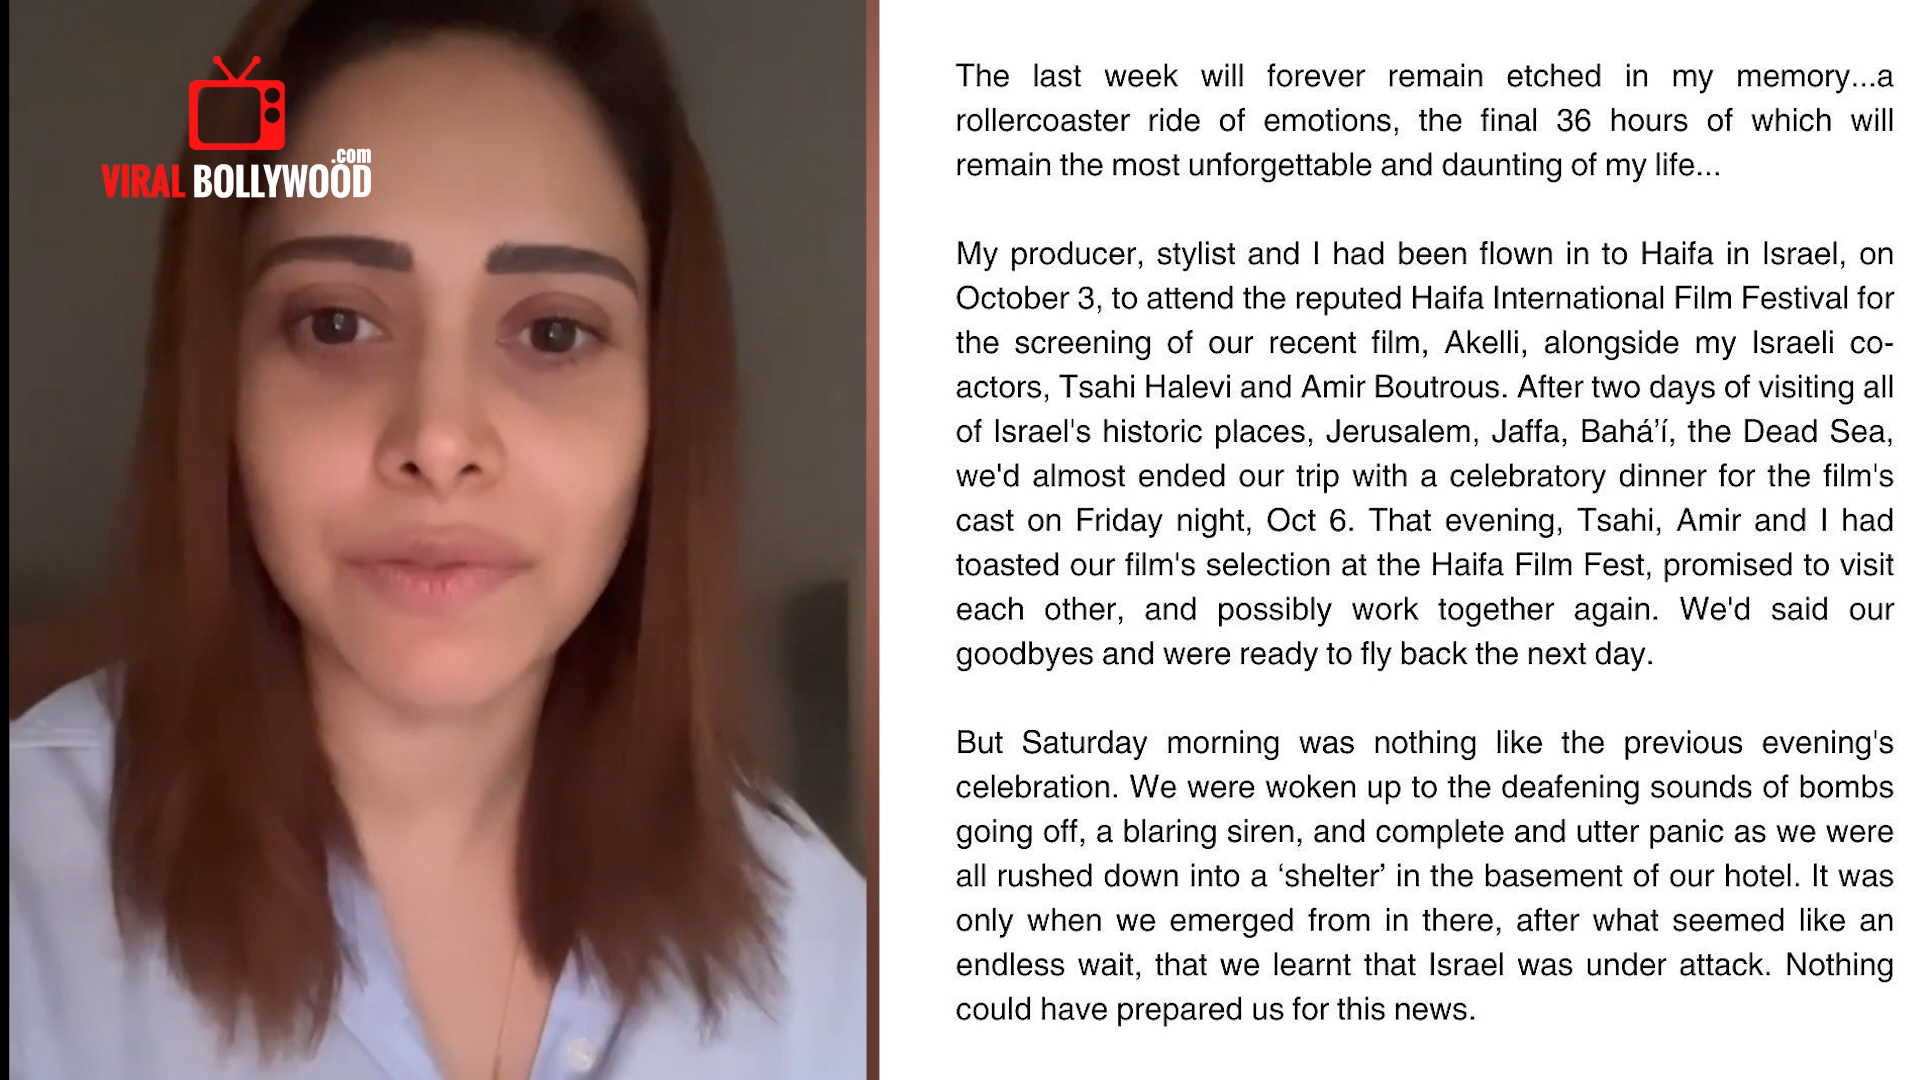 .com
VIRAL BOLLYWOOD
The last week will forever remain etched in my memory...a
rollercoaster ride of emotions, the final 36 hours of which will
remain the most unforgettable and daunting of my life...
My producer, stylist and I had been flown in to Haifa in Israel, on
October 3, to attend the reputed Haifa International Film Festival for
the screening of our recent film, Akelli, alongside my Israeli co-
actors, Tsahi Halevi and Amir Boutrous. After two days of visiting all
of Israel's historic places, Jerusalem, Jaffa, Bahá’í, the Dead Sea,
we'd almost ended our trip with a celebratory dinner for the film's
cast on Friday night, Oct 6. That evening, Tsahi, Amir and I had
toasted our film's selection at the Haifa Film Fest, promised to visit
each other, and possibly work together again. We'd said our
goodbyes and were ready to fly back the next day.
But Saturday morning was nothing like the previous evening's
celebration. We were woken up to the deafening sounds of bombs
going off, a blaring siren, and complete and utter panic as we were
all rushed down into a ‘shelter’ in the basement of our hotel. It was
only when we emerged from in there, after what seemed like an
endless wait, that we learnt that Israel was under attack. Nothing
could have prepared us for this news.